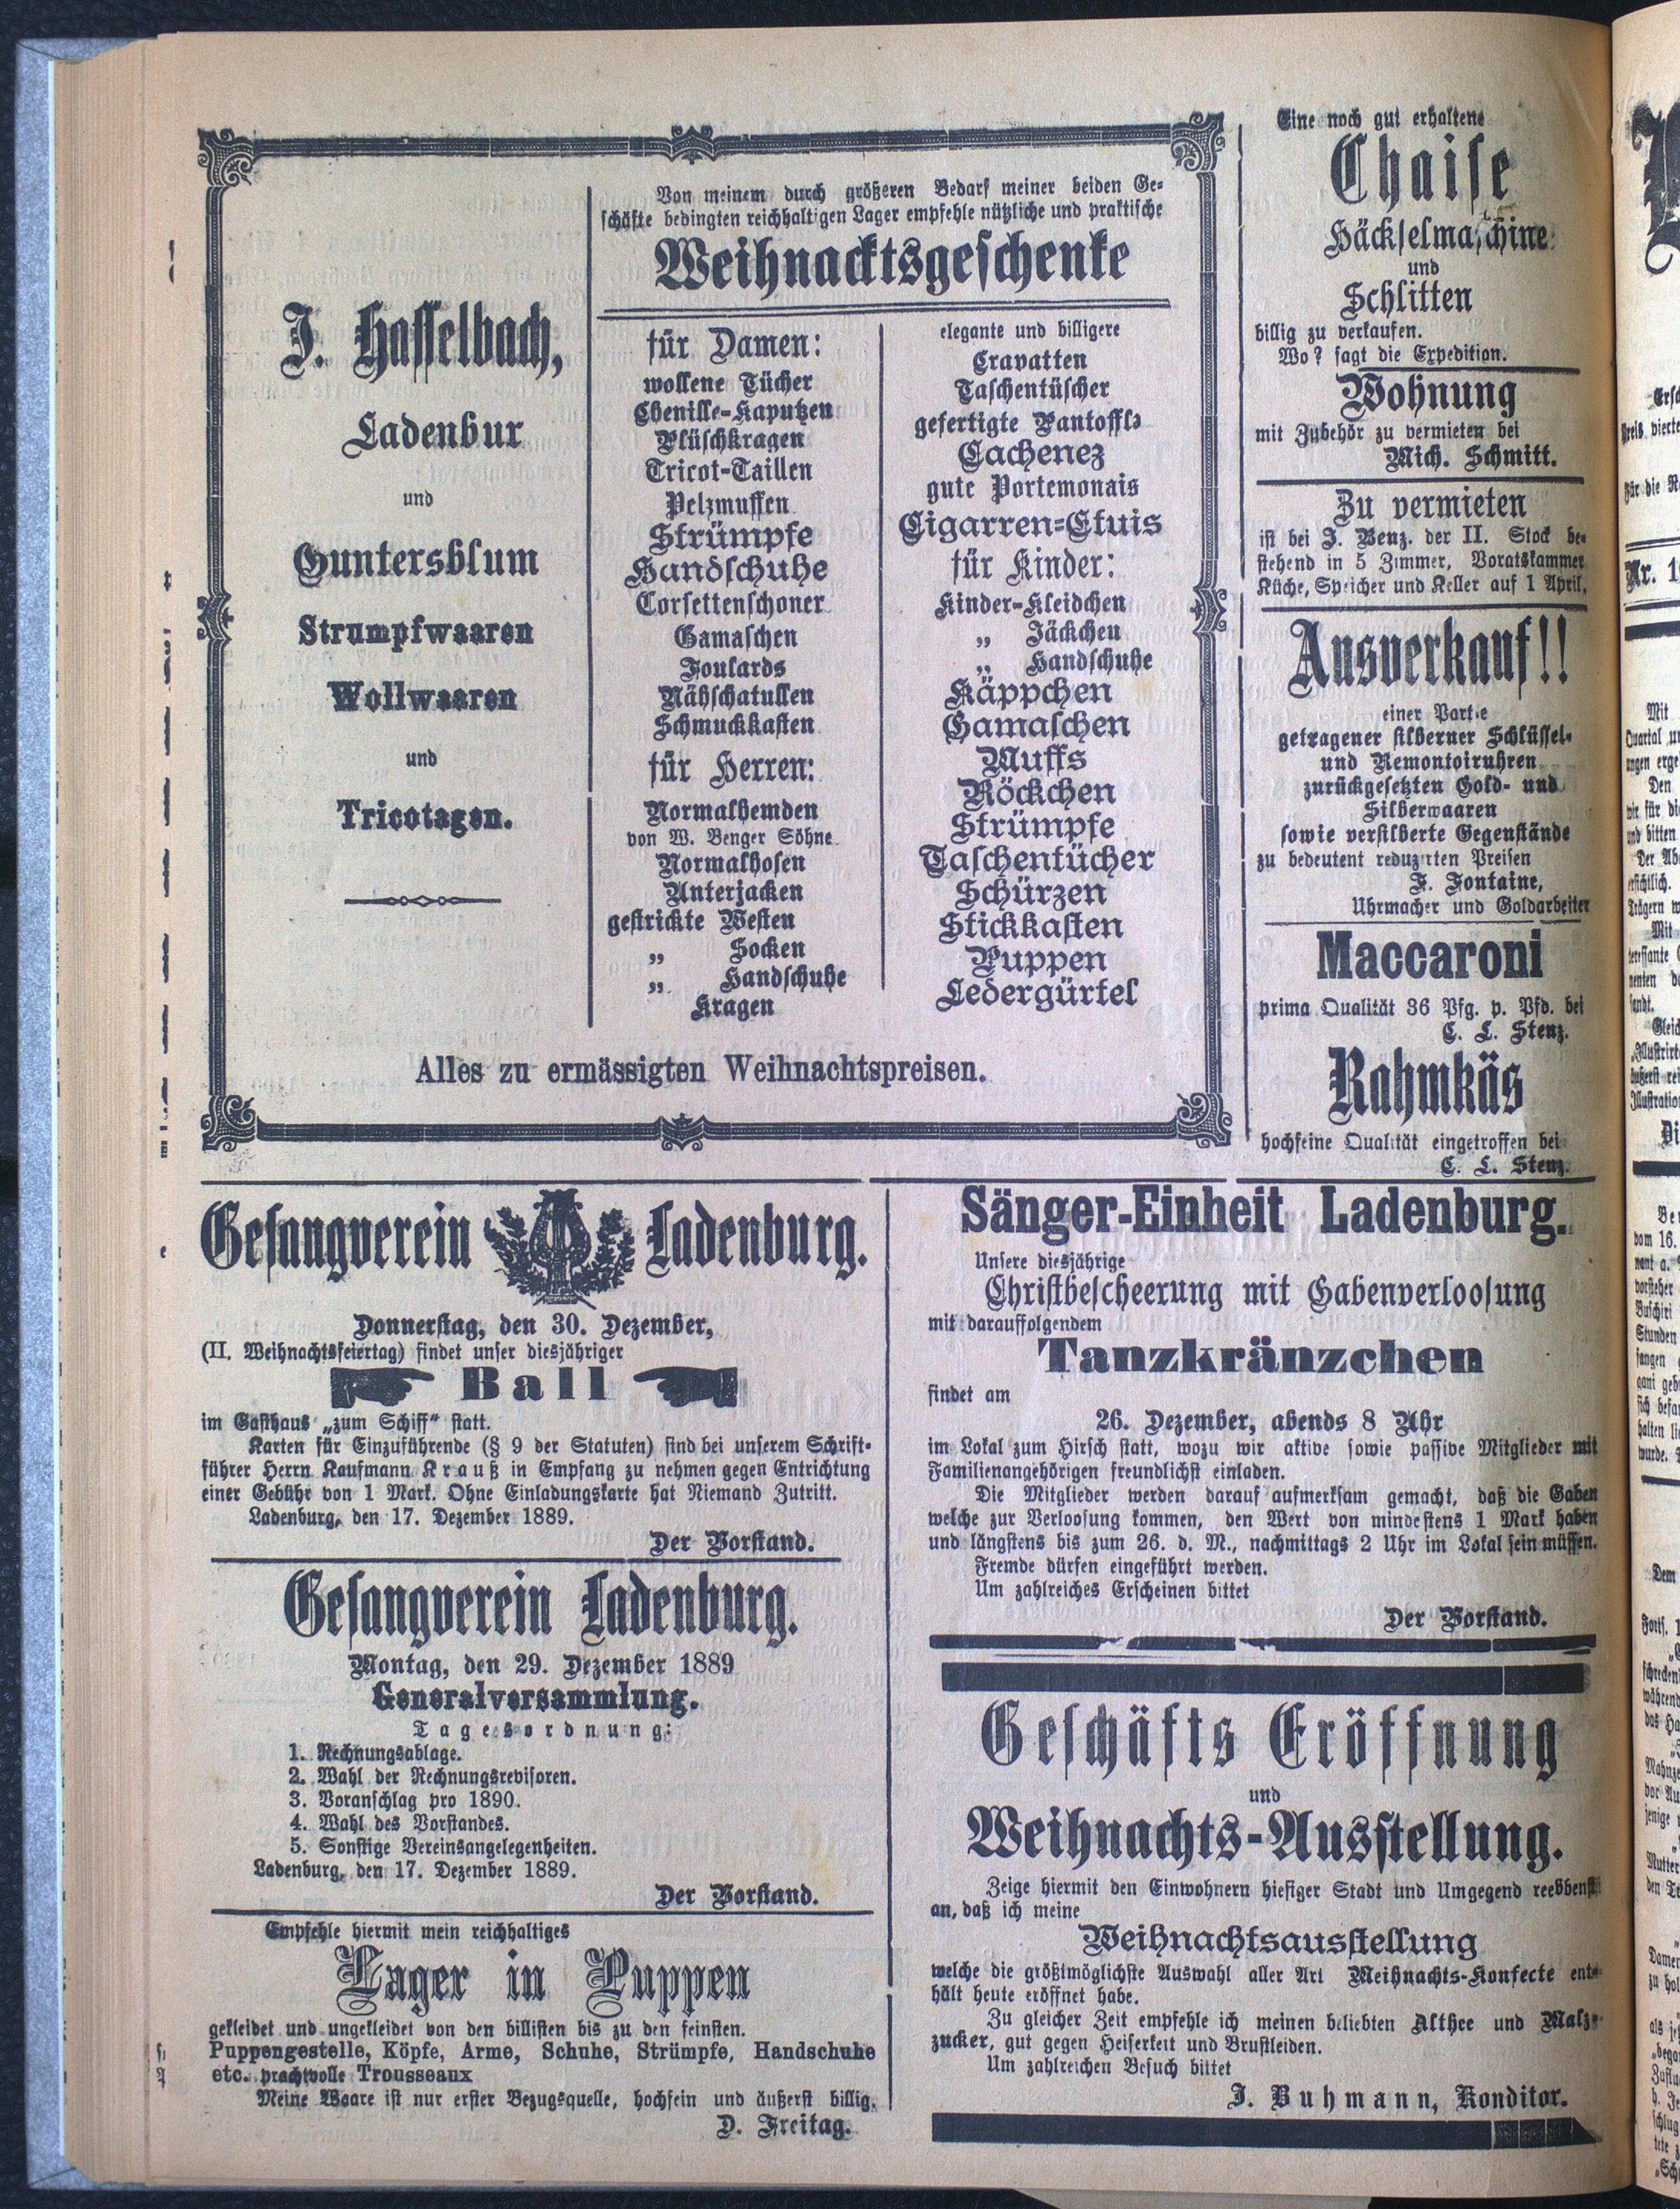 J. Hasselbach,
Ladenbur
und
Guntersblum
Strumpfwaaren
Wollwaaren
und
Tricotagen.
Von meinem durch größeren Bedarf meiner beiden Ge-
schäfte bedingten reichhaltigen Lager empfehle nützliche und praktische
Weihnacktsgeschenke
für Damen:
wollene Tücher
Chenille-Kaputzen
Plüschkragen
Tricot-Taillen
Pelzmuffen
Strümpfe
Handschuhe
Corsettenschoner
Gamaschen
Foulards
Nähschatullen
Schmuckkasten
für Herren:
Normalhemden
von W. Benger Söhne
Normalhosen
Unterjacken
gestrickte Westen
„ Socken
„ Handschuhe
Kragen
elegante und billigere
Cravatten
Taschentüscher
gefertigte Pantoffls
Cachenez
gute Portemonais
Cigarren-Etuis
für Kinder:
Kinder-Kleidchen
„ Jäckchen
„ Handschuhe
Käppchen
Gamaschen
Muffs
Röckchen
Strümpfe
Taschentücher
Schürzen
Stickkasten
Puppen
Ledergürtel
Alles zu ermässigten Weihnachtspreisen.
Eine noch gut erhaltene
Chaise
Häckselmaschine
und
Schlitten
billig zu verkaufen.
Wo? sagt die Expedition.
Wohnung
mit Zubehör zu vermieten bei
Mich. Schmitt.
Zu vermieten
ist bei J. Benz. der II. Stock be-
stehend in 5 Zimmer, Voratskammer
Küche, Speicher und Keller auf 1 April.
Ausverkauf!!
einer Partie
getragener silberner Schlüssel-
und Remontoiruhren
zurückgesetzten Gold- und
Silberwaaren
sowie versilberte Gegenstände
zu bedeutent reduzirten Preisen
F. Fontaine,
Uhrmacher und Goldarbeiter
Maccaroni
prima Qualität 36 Pfg. p. Pfd. bei
C. L. Stenz.
Rahmkäs
hochfeine Qualität eingetroffen bei
C. L. Stenz.
Gesangverein Ladenburg.
Donnerstag, den 30. Dezember,
(II. Weihnachtsfeiertag) findet unser diesjähriger
Ball
im Gasthaus „zum Schiff“ statt.
Karten für Einzuführende (§ 9 der Statuten) sind bei unserem Schrift-
führer Herrn Kaufmann Krauß in Empfang zu nehmen gegen Entrichtung
einer Gebühr von 1 Mark. Ohne Einladungskarte hat Niemand Zutritt.
Ladenburg, den 17. Dezember 1889.
Der Vorstand.
Gesangverein Ladenburg.
Montag, den 29. Dezember 1889
Generalversammlung.
Tagesordnung:
1. Rechnungsablage.
2. Wahl der Rechnungsrevisoren.
3. Voranschlag pro 1890.
4. Wahl des Vorstandes.
5. Sonstige Vereinsangelegenheiten.
Ladenburg, den 17. Dezember 1889.
Der Vorstand.
Empfehle hiermit mein reichhaltiges
Lager in Puppen
gekleidet und ungekleidet von den billisten bis zu den feinsten.
Puppengestelle, Köpfe, Arme, Schuhe, Strümpfe, Handschuhe
etc. prachtvolle Trousseaux
Meine Waare ist nur erster Bezugsquelle, hochfein und äußerst billig.
D. Freitag.
Sänger-Einheit Ladenburg.
Unsere diesjährige
Christbescheerung mit Gabenverloosung
mit darauffolgendem
Tanzkränzchen
findet am
26. Dezember, abends 8 Uhr
im Lokal zum Hirsch statt, wozu wir aktive sowie passive Mitglieder mit
Familienangehörigen freundlichst einladen.
Die Mitglieder werden darauf aufmerksam gemacht, daß die Gaben
welche zur Verloosung kommen, den Wert von mindestens 1 Mark haben
und längstens bis zum 26. d. M., nachmittags 2 Uhr im Lokal sein müssen.
Fremde dürfen eingeführt werden.
Um zahlreiches Erscheinen bittet
Der Vorstand.
Geschäfts Eröffnung
und
Weihnachts-Ausstellung.
Zeige hiermit den Einwohnern hiesiger Stadt und Umgegend
an, daß ich meine
Weihnachtsausstellung
welche die größtmöglichste Auswahl aller Art Weihnachts-Konfecte ent-
hält heute eröffnet habe.
Zu gleicher Zeit empfehle ich meinen beliebten Althee und Malz-
zucker, gut gegen Heiserkeit und Brustleiden.
Um zahlreichen Besuch bittet
J. Buhmann, Konditor.